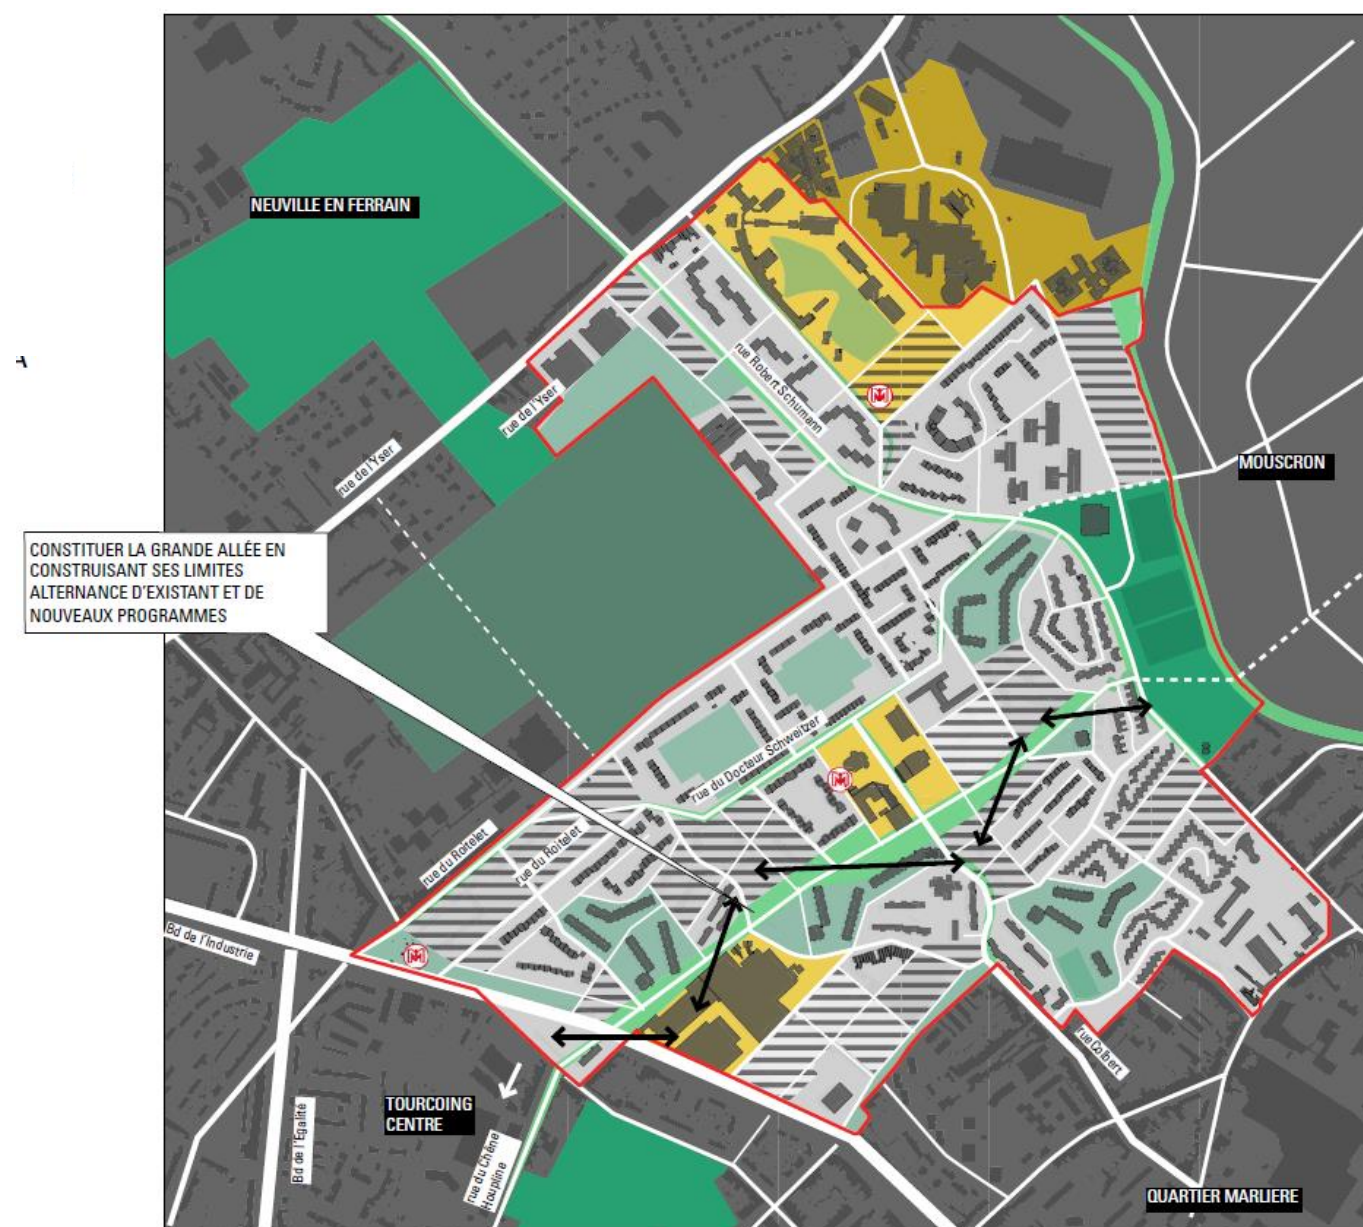 NEUVILLE EN FERRAIN
rue Robert Schumann
rue de l'Yser
rue de l'Yser
MOUSCRON
CONSTITUER LA GRANDE ALLÉE EN
CONSTRUISANT SES LIMITES
ALTERNANCE D'EXISTANT ET DE
NOUVEAUX PROGRAMMES
rue du Docteur Schweitzer
rue du Roitelet
rue du Roitelet
Bd de l'Industrie
rue Colbert
TOURCOING
CENTRE
Bd de l'Egalité
rue du Chêne
Houpline
QUARTIER MARLIERE